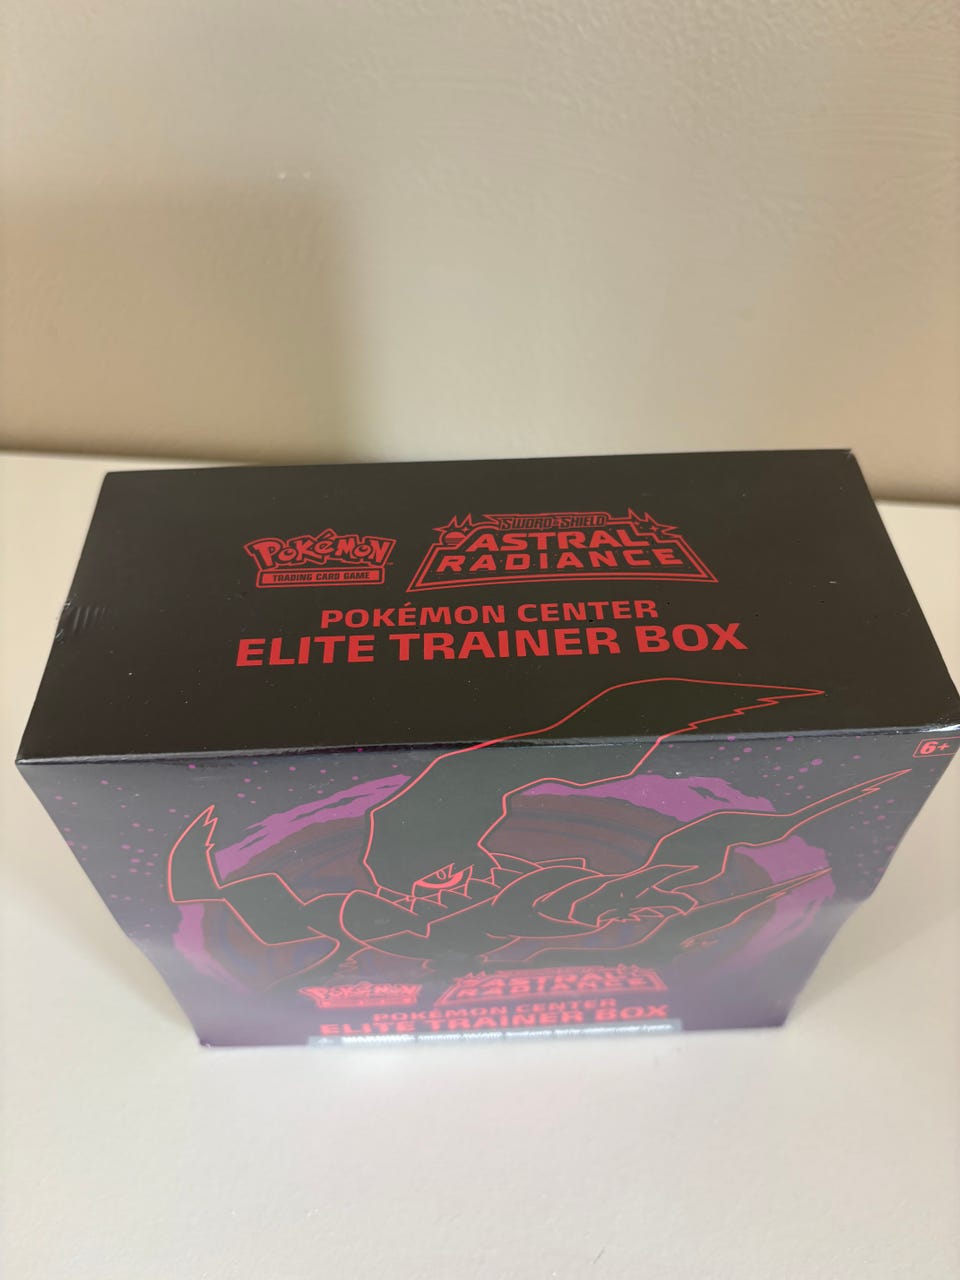 Pokémon
TRADING CARD GAME
SWORD & SHIELD
ASTRAL
RADIANCE
POKÉMON CENTER
ELITE TRAINER BOX
6+
Pokémon
ASTRAL
RADIANCE
POKÉMON CENTER
ELITE TRAINER BOX
WARNING: